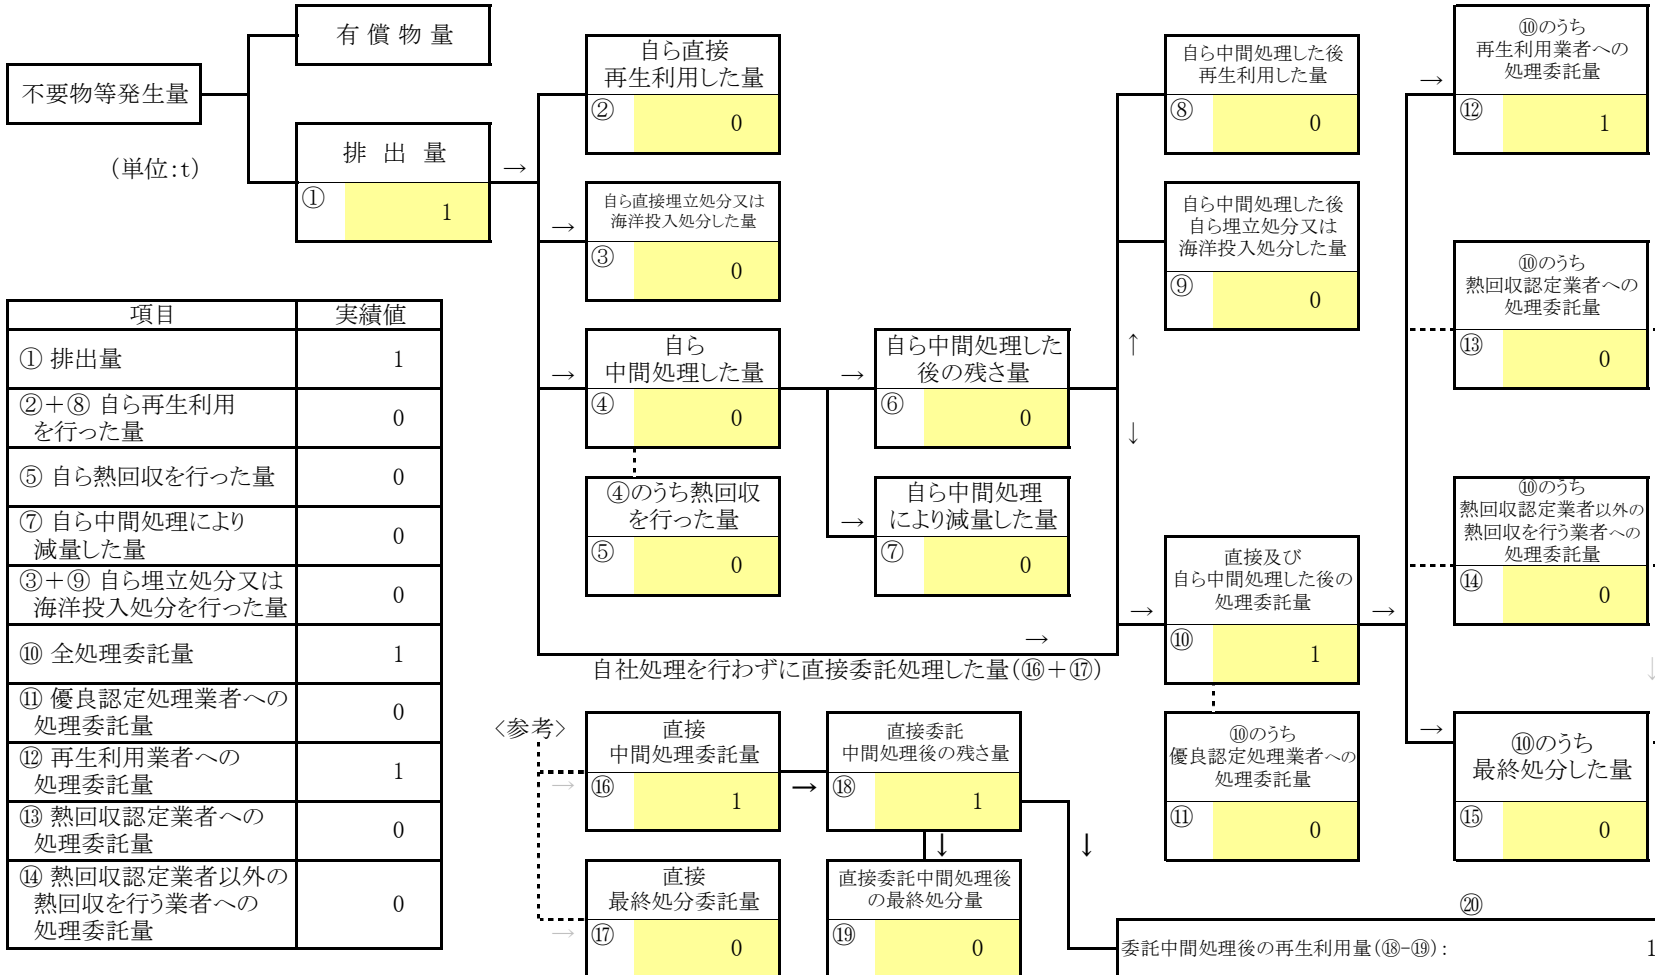 有 償 物 量
不要物等発生量
(単位:t)
排 出 量
①
1
→
自ら直接
再生利用した量
②
0
→
自ら直接埋立処分又は
海洋投入処分した量
③
0
→
自ら
中間処理した量
④
0
④のうち熱回収
を行った量
⑤
0
→
自ら中間処理した
後の残さ量
⑥
0
→
自ら中間処理
により減量した量
⑦
0
→
自社処理を行わずに直接委託処理した量(⑯+⑰)
自ら中間処理した後
再生利用した量
⑧
0
自ら中間処理した後
自ら埋立処分又は
海洋投入処分した量
⑨
0
↑
↓
→
直接及び
自ら中間処理した後の
処理委託量
⑩
1
→
⑩のうち
優良認定処理業者への
処理委託量
⑪
0
→
⑩のうち
再生利用業者への
処理委託量
⑫
1
⑩のうち
熱回収認定業者への
処理委託量
⑬
0
⑩のうち
熱回収認定業者以外の
熱回収を行う業者への
処理委託量
⑭
0
↓
→
⑩のうち
最終処分した量
⑮
0
項目 実績値
① 排出量 1
②+⑧ 自ら再生利用
を行った量 0
⑤ 自ら熱回収を行った量 0
⑦ 自ら中間処理により
減量した量 0
③+⑨ 自ら埋立処分又は
海洋投入処分を行った量 0
⑩ 全処理委託量 1
⑪ 優良認定処理業者への
処理委託量 0
⑫ 再生利用業者への
処理委託量 1
⑬ 熱回収認定業者への
処理委託量 0
⑭ 熱回収認定業者以外の
熱回収を行う業者への
処理委託量 0
〈参考〉
→
直接
中間処理委託量
⑯
1
→
直接委託
中間処理後の残さ量
⑱
1
↓
↓
→
直接
最終処分委託量
⑰
0
直接委託中間処理後
の最終処分量
⑲
0
⑳
委託中間処理後の再生利用量(⑱-⑲): 1